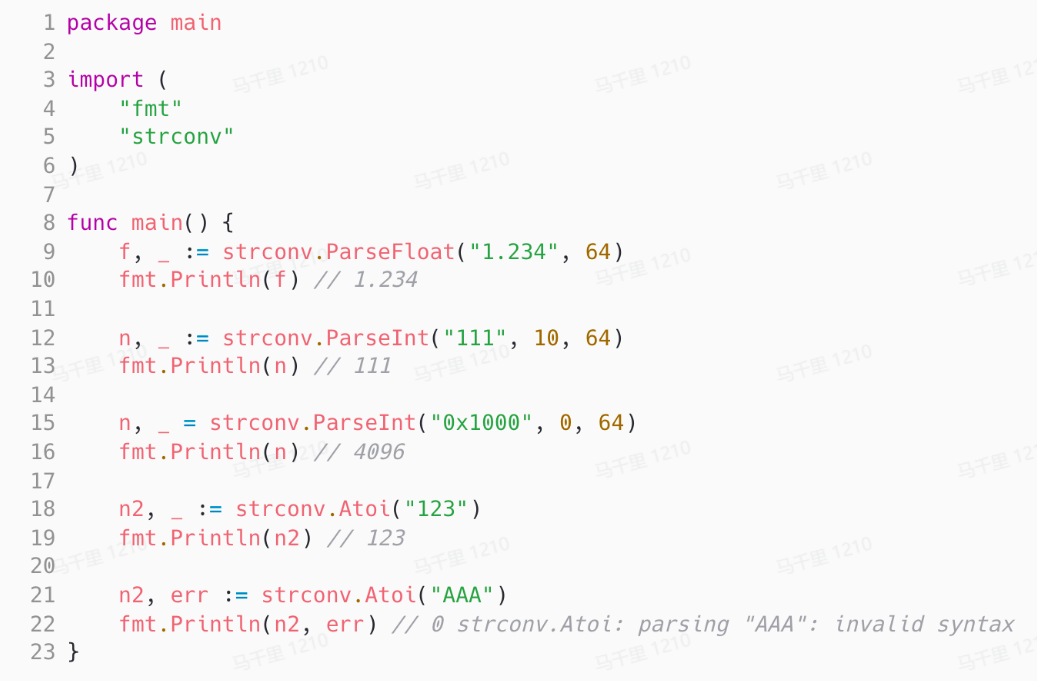 1 package main
2
3 import (
4     "fmt"
5     "strconv"
6 )
7
8 func main() {
9     f, _ := strconv.ParseFloat("1.234", 64)
10     fmt.Println(f) // 1.234
11
12     n, _ := strconv.ParseInt("111", 10, 64)
13     fmt.Println(n) // 111
14
15     n, _ = strconv.ParseInt("0x1000", 0, 64)
16     fmt.Println(n) // 4096
17
18     n2, _ := strconv.Atoi("123")
19     fmt.Println(n2) // 123
20
21     n2, err := strconv.Atoi("AAA")
22     fmt.Println(n2, err) // 0 strconv.Atoi: parsing "AAA": invalid syntax
23 }
马千里 1210